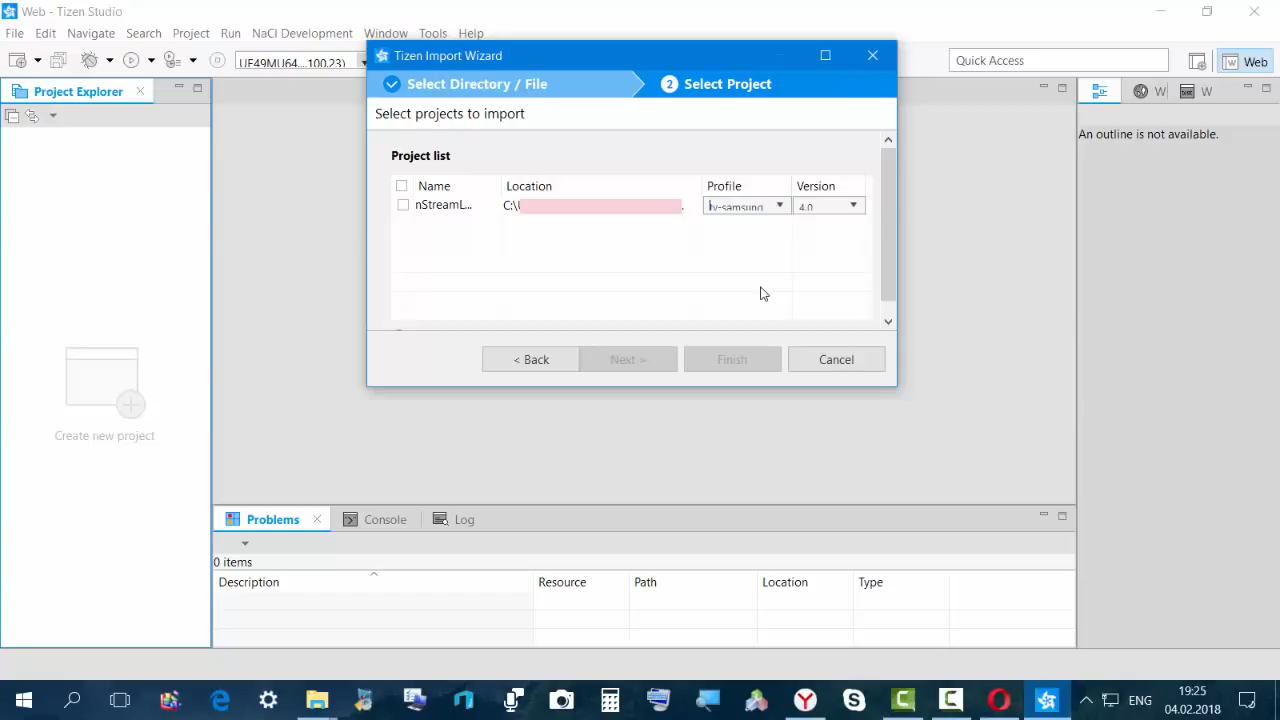 Web - Tizen Studio
File Edit Navigate Search Project Run NaCl Development Window Tools Help
UE49MU64...100.23)
Quick Access
Web
Project Explorer
Create new project
Tizen Import Wizard
Select Directory / File
2 Select Project
Select projects to import
Project list
Name Location Profile Version
nStreamL... C:\ . tv-samsung 4.0
< Back Next > Finish Cancel
W W
An outline is not available.
Problems Console Log
0 items
Description Resource Path Location Type
ENG
19:25
04.02.2018